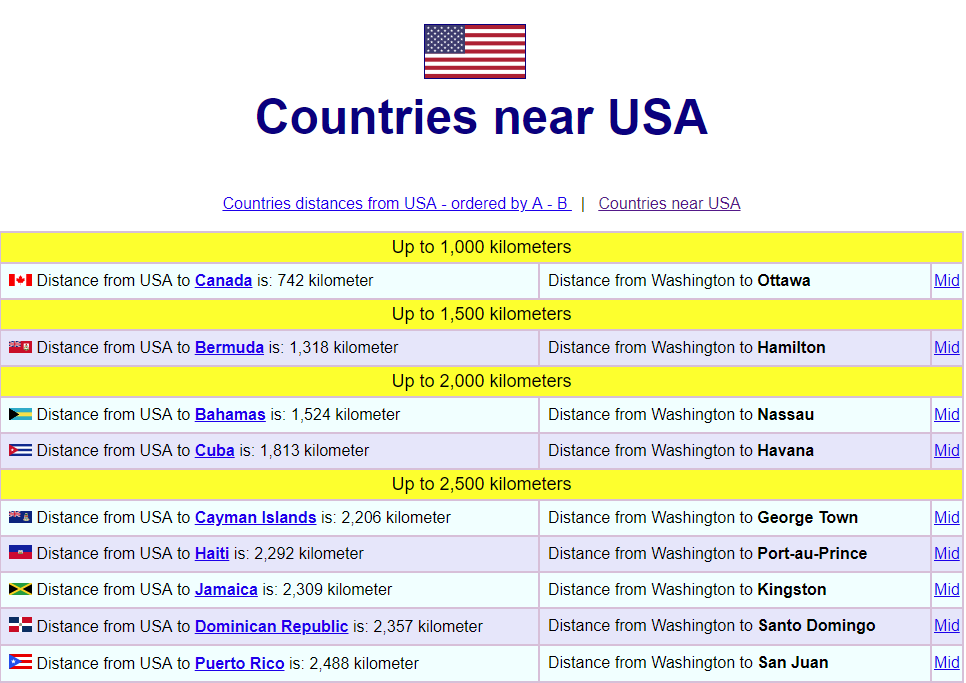 Countries near USA
Countries distances from USA - ordered by A - B | Countries near USA
Up to 1,000 kilometers
Distance from USA to Canada is: 742 kilometer Distance from Washington to Ottawa Mid
Up to 1,500 kilometers
Distance from USA to Bermuda is: 1,318 kilometer Distance from Washington to Hamilton Mid
Up to 2,000 kilometers
Distance from USA to Bahamas is: 1,524 kilometer Distance from Washington to Nassau Mid
Distance from USA to Cuba is: 1,813 kilometer Distance from Washington to Havana Mid
Up to 2,500 kilometers
Distance from USA to Cayman Islands is: 2,206 kilometer Distance from Washington to George Town Mid
Distance from USA to Haiti is: 2,292 kilometer Distance from Washington to Port-au-Prince Mid
Distance from USA to Jamaica is: 2,309 kilometer Distance from Washington to Kingston Mid
Distance from USA to Dominican Republic is: 2,357 kilometer Distance from Washington to Santo Domingo Mid
Distance from USA to Puerto Rico is: 2,488 kilometer Distance from Washington to San Juan Mid